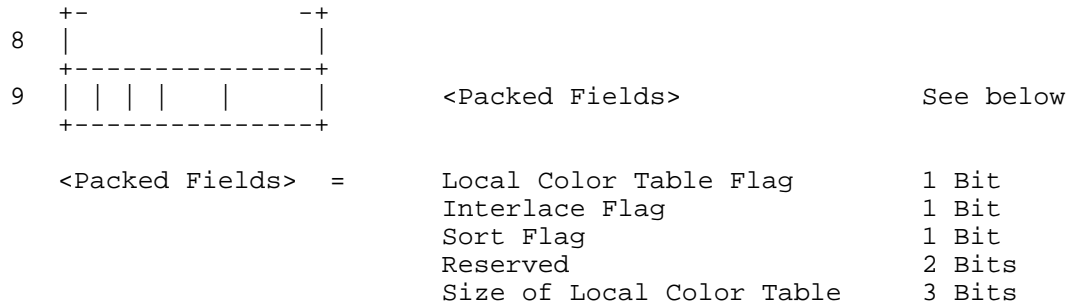 +-             -+
8  |               |
   +---------------+
9  | | | |   |     |       <Packed Fields>               See below
   +---------------+

   <Packed Fields>  =      Local Color Table Flag        1 Bit
                           Interlace Flag                1 Bit
                           Sort Flag                     1 Bit
                           Reserved                      2 Bits
                           Size of Local Color Table     3 Bits